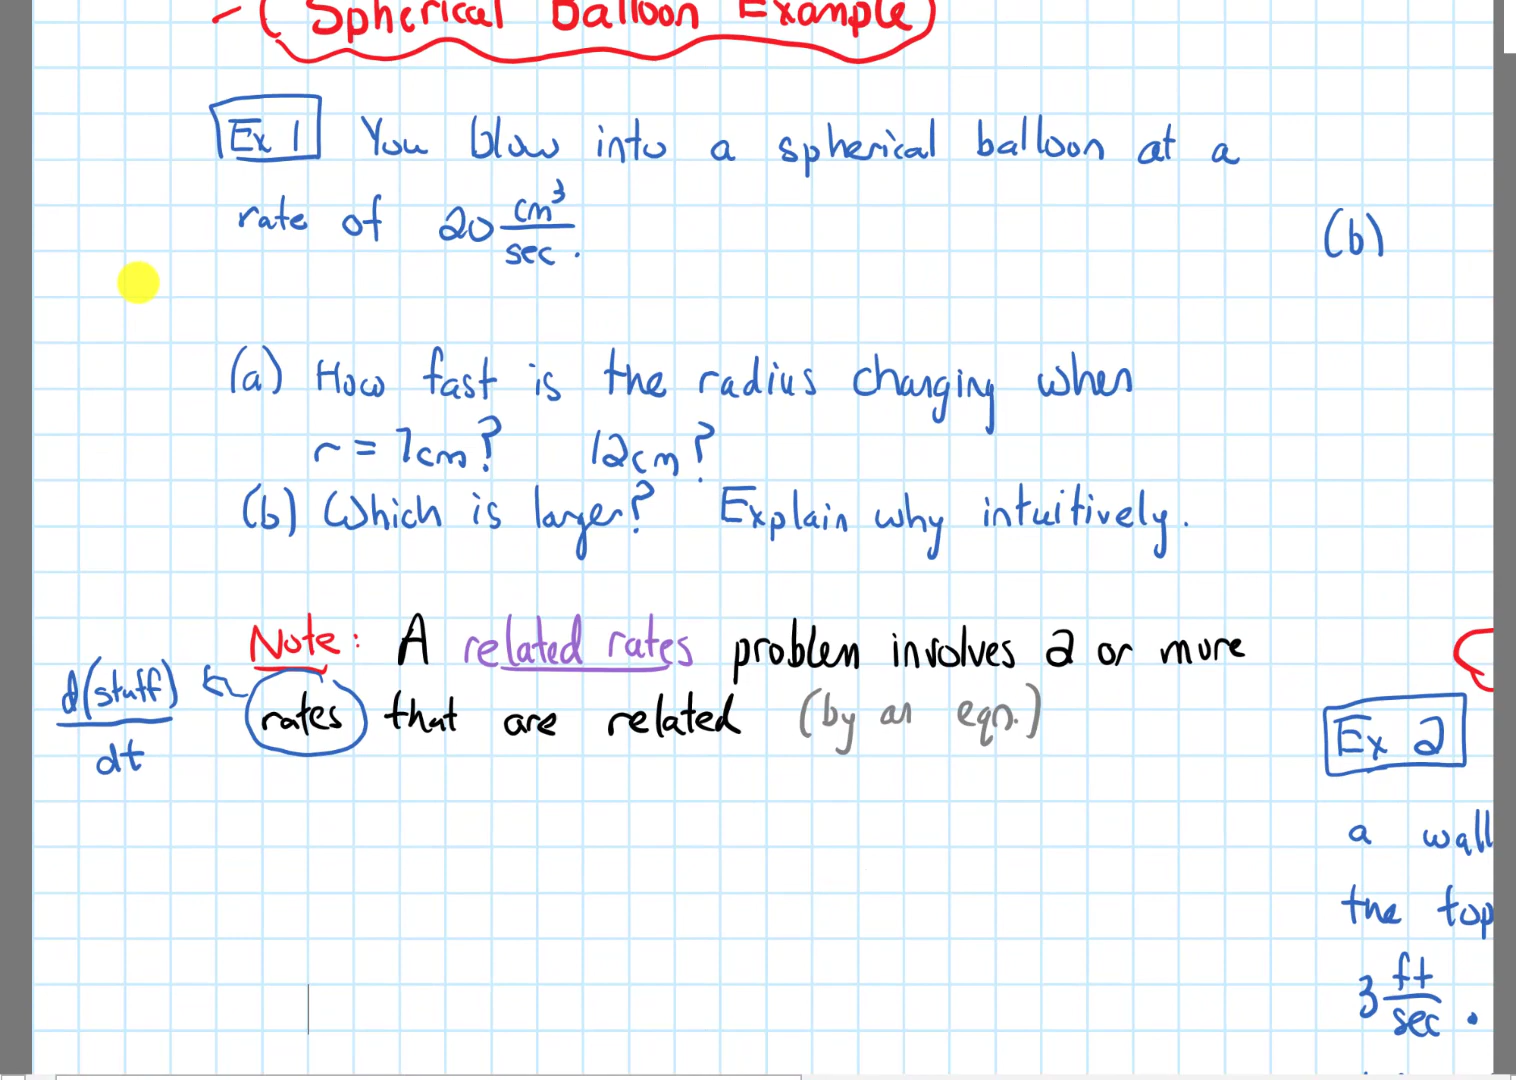 Spherical Balloon Example
Ex 1 You blow into a spherical balloon at a
rate of 20 cm³/sec.
(a) How fast is the radius changing when
r = 7cm? 12cm?
(b) Which is larger? Explain why intuitively.
Note: A related rates problem involves 2 or more
rates that are related (by an eqn.)
d(stuff)/dt
(b)
Ex 2
a wall
the top
3 ft/sec.